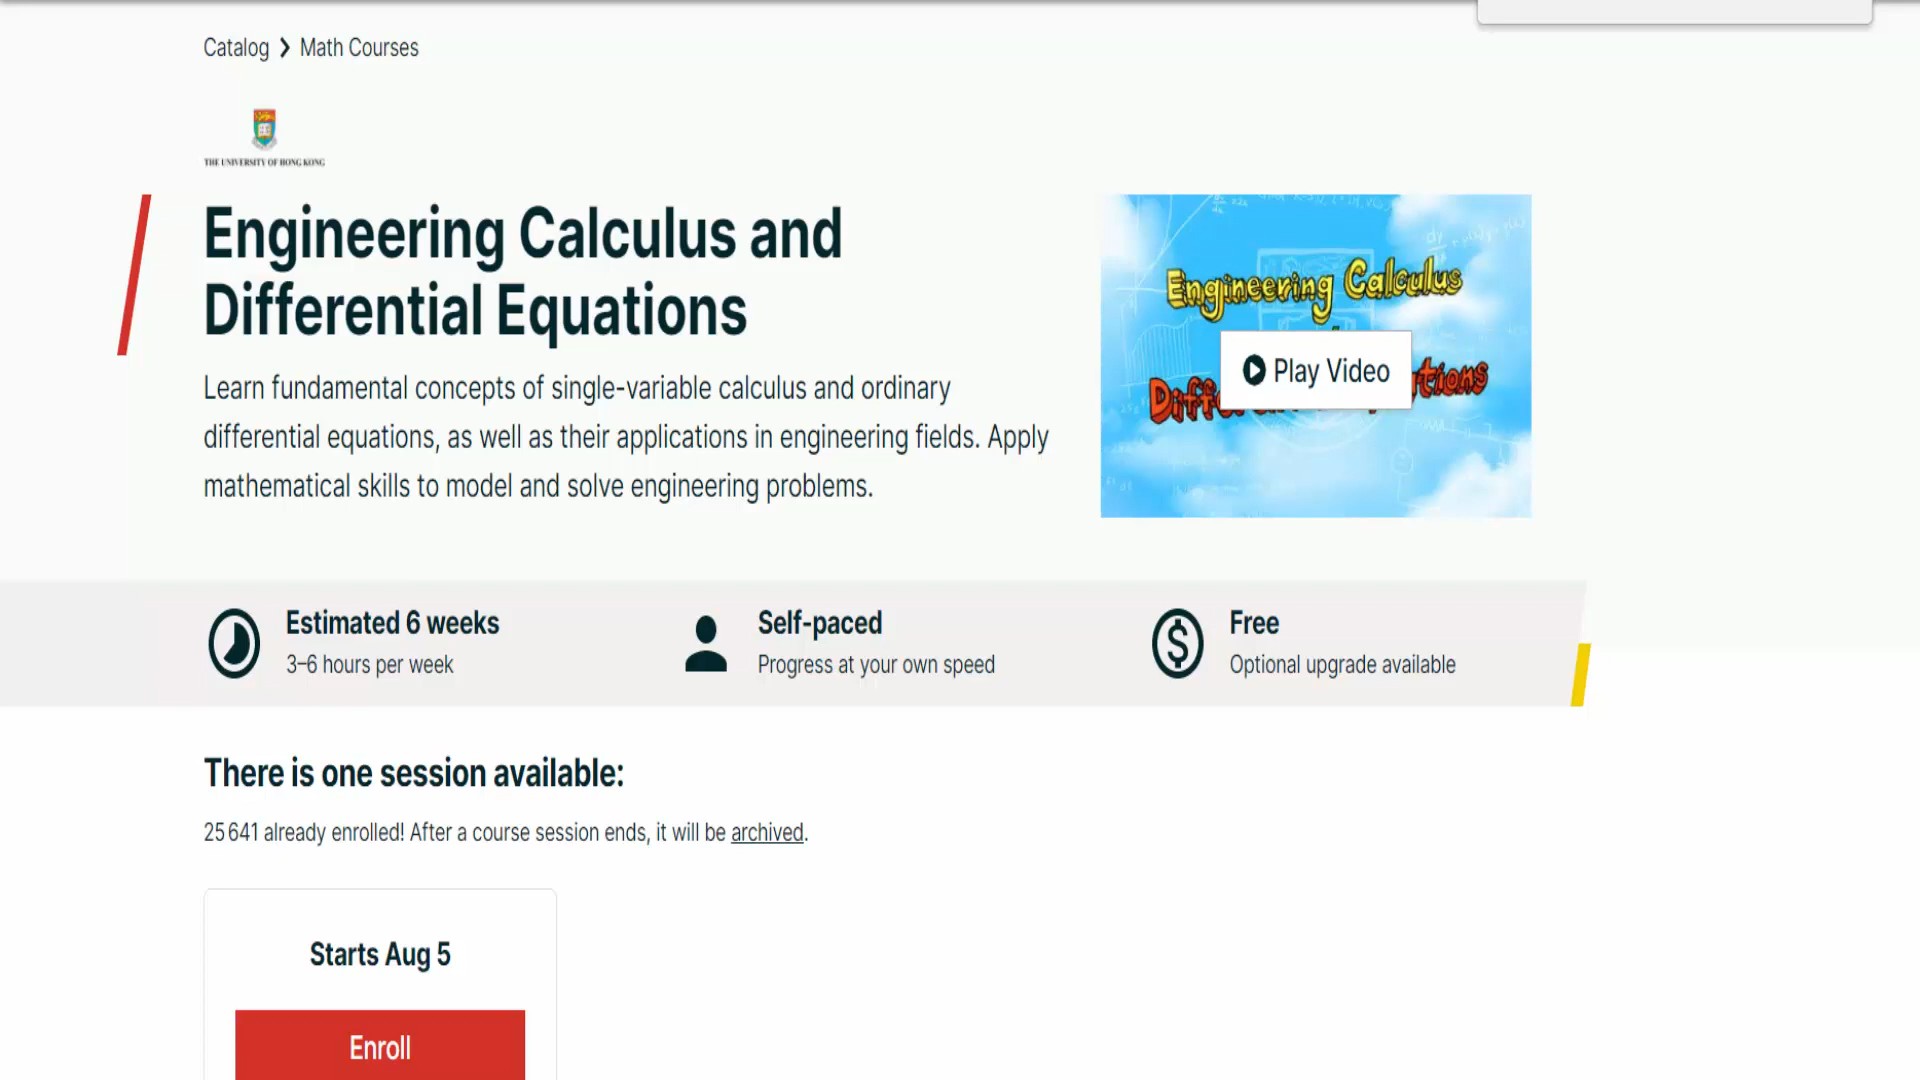 Catalog ❯ Math Courses
THE UNIVERSITY OF HONG KONG
Engineering Calculus and
Differential Equations
Learn fundamental concepts of single-variable calculus and ordinary
differential equations, as well as their applications in engineering fields. Apply
mathematical skills to model and solve engineering problems.
Engineering Calculus
Play Video
Estimated 6 weeks
3–6 hours per week
Self-paced
Progress at your own speed
Free
Optional upgrade available
There is one session available:
25 641 already enrolled! After a course session ends, it will be archived.
Starts Aug 5
Enroll